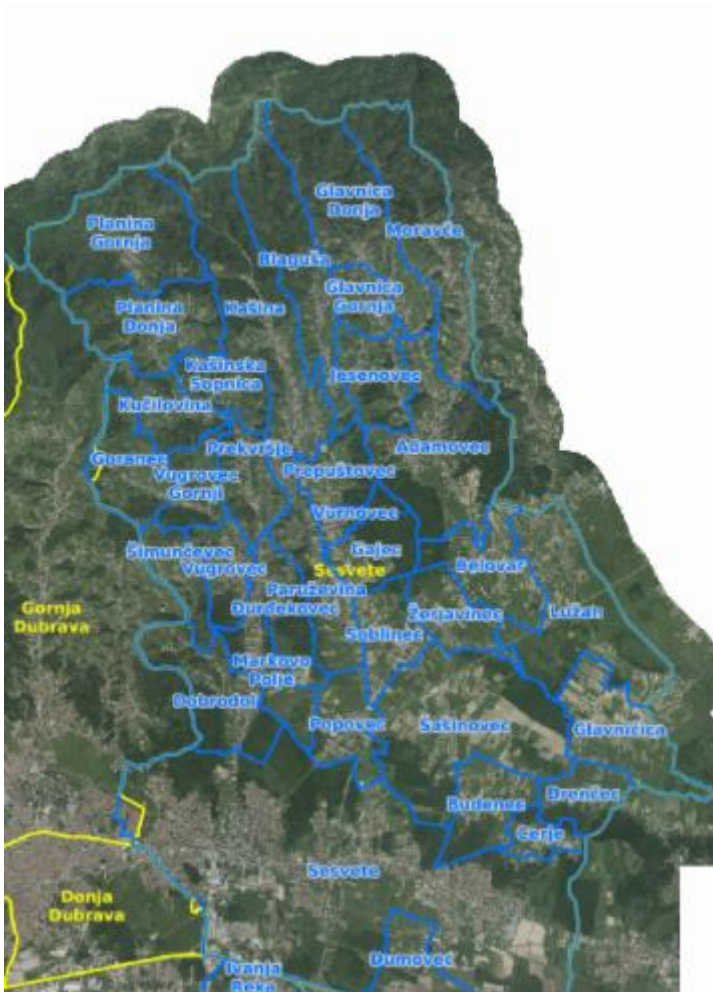 Glavnica
Donja
Planina
Gornja
Moravče
Blaguša
Glavnica
Gornja
Planina
Donja
Kašina
Kašinska
Sopnica
Jesenovec
Kučilovina
Prekvršje
Adamovec
Goranec
Vugrovec
Gornji
Prepuštovec
Vurnovec
Šimunčevec
Vugrovec
Gajec
Belovar
Sesvete
Paruževina
Đurđekovec
Gornja
Dubrava
Žerjavinec
Lužan
Soblinec
Markovo
Polje
Dobrodol
Popovec
Šašinovec
Glavničica
Budenec
Drenčec
Cerje
Sesvete
Donja
Dubrava
Dumovec
Ivanja
Reka